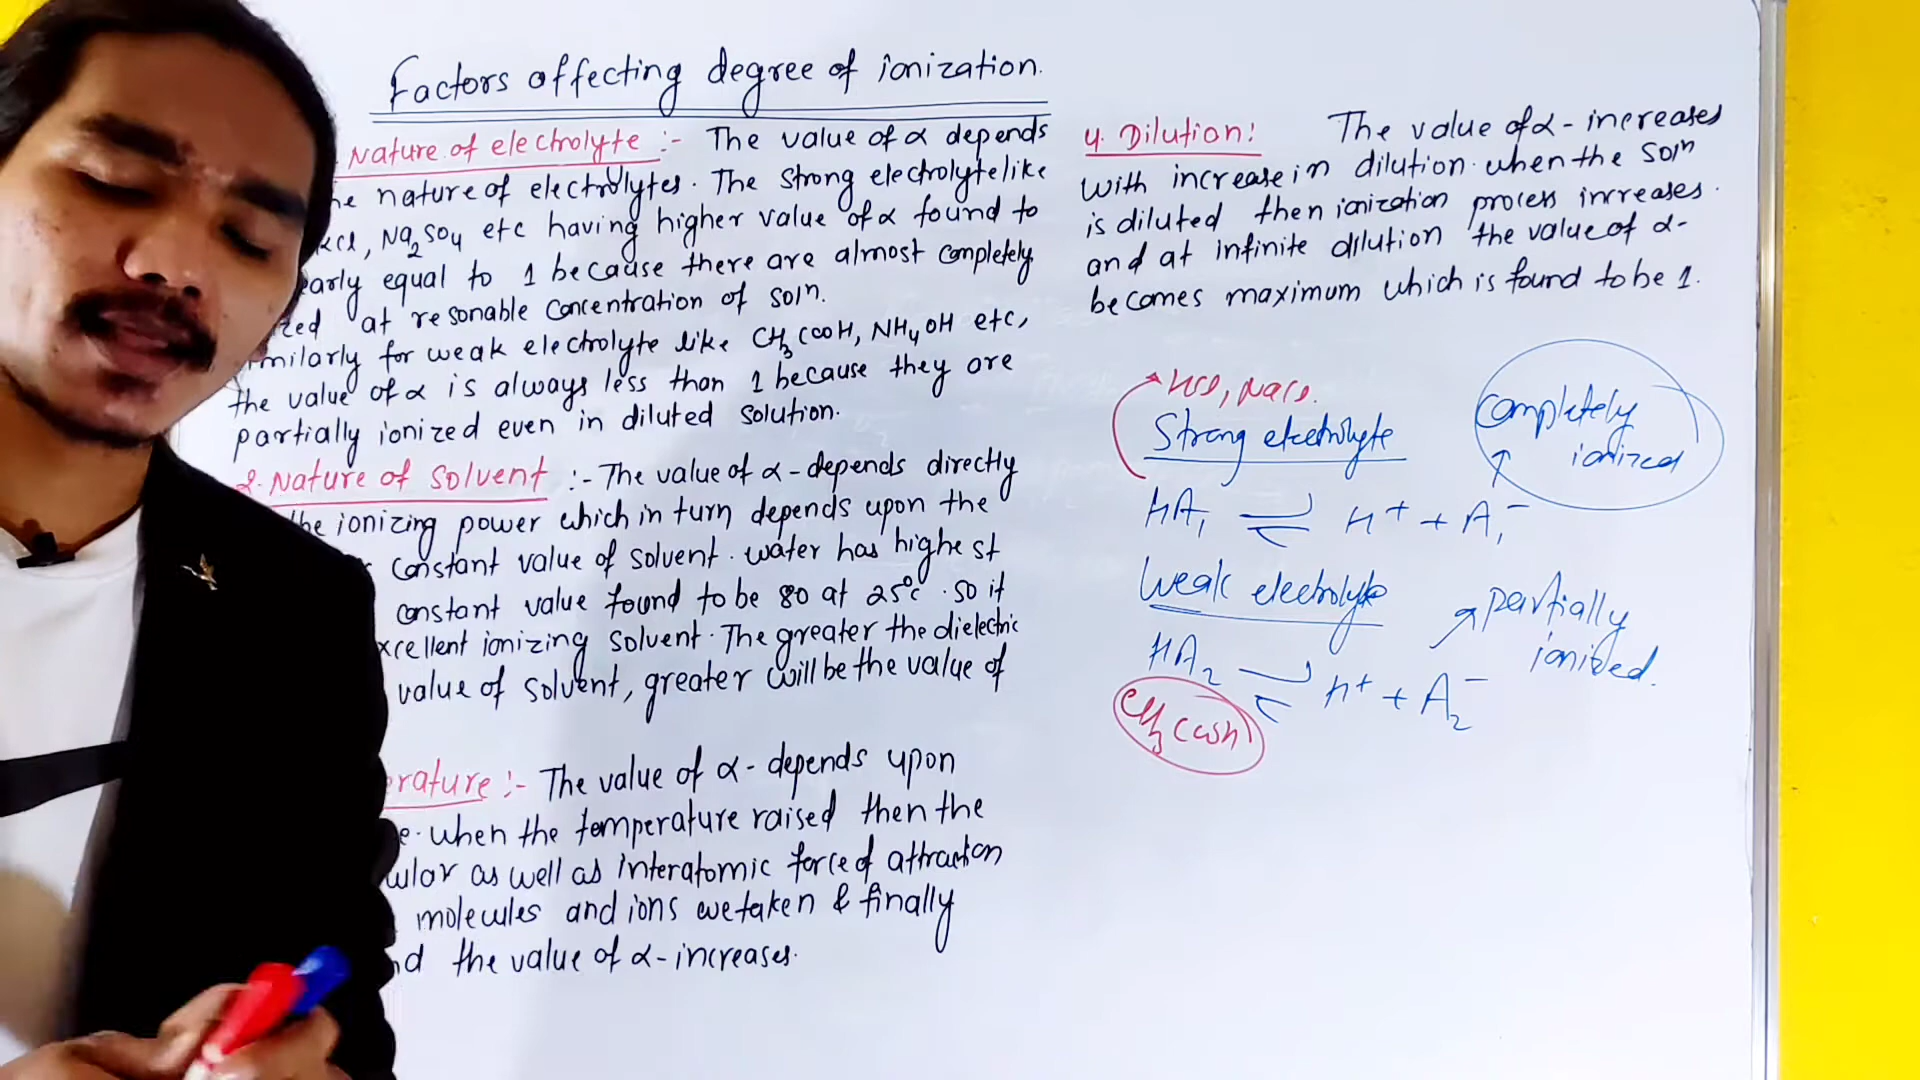 Factors affecting degree of ionization.
Nature of electrolyte :- The value of α depends
nature of electrolytes. The strong electrolyte like
KCl, Na2SO4 etc having higher value of α found to
equal to 1 because there are almost completely
at resonable concentration of soln.
for weak electrolyte like CH3COOH, NH4OH etc,
the value of α is always less than 1 because they are
partially ionized even in diluted solution.
2. Nature of solvent :- The value of α - depends directly
the ionizing power which in turn depends upon the
constant value of solvent. water has highest
constant value found to be 80 at 25°C. so it
excellent ionizing solvent. The greater the dielectric
value of solvent, greater will be the value of
:- The value of α - depends upon
when the temperature raised then the
as well as interatomic force of attraction
molecules and ions wetaken & finally
the value of α - increases.
4. Dilution: The value of α - increases
with increase in dilution. when the soln
is diluted then ionization process increases.
and at infinite dilution the value of α -
becomes maximum which is found to be 1.
HCl, NaCl.
Strong electrolyte
completely
ionized
HA1 ⇌ H+ + A1-
Weak electrolyte
partially
ionized.
HA2 ⇌ H+ + A2-
CH3COOH